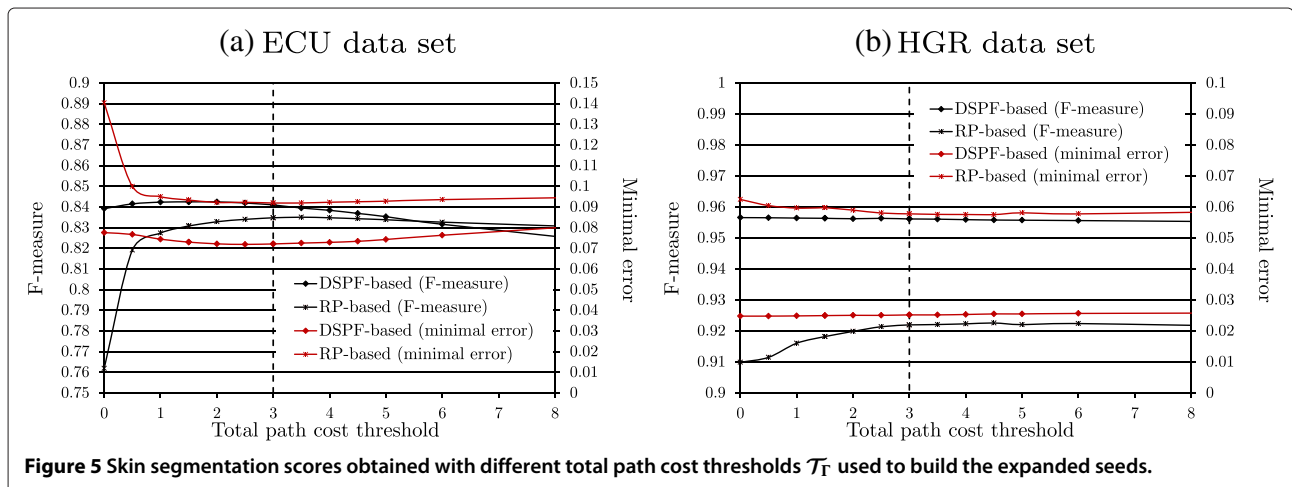 (a) ECU data set
0.9
0.89
0.88
0.87
0.86
0.85
0.84
0.83
0.82
0.81
0.8
0.79
0.78
0.77
0.76
0.75
F-measure
0.15
0.14
0.13
0.12
0.11
0.1
0.09
0.08
0.07
0.06
0.05
0.04
0.03
0.02
0.01
0
Minimal error
DSPF-based (F-measure)
RP-based (F-measure)
DSPF-based (minimal error)
RP-based (minimal error)
0 1 2 3 4 5 6 7 8
Total path cost threshold
(b) HGR data set
1
0.99
0.98
0.97
0.96
0.95
0.94
0.93
0.92
0.91
0.9
F-measure
0.1
0.09
0.08
0.07
0.06
0.05
0.04
0.03
0.02
0.01
0
Minimal error
DSPF-based (F-measure)
RP-based (F-measure)
DSPF-based (minimal error)
RP-based (minimal error)
0 1 2 3 4 5 6 7 8
Total path cost threshold
Figure 5 Skin segmentation scores obtained with different total path cost thresholds 𝒯Γ used to build the expanded seeds.